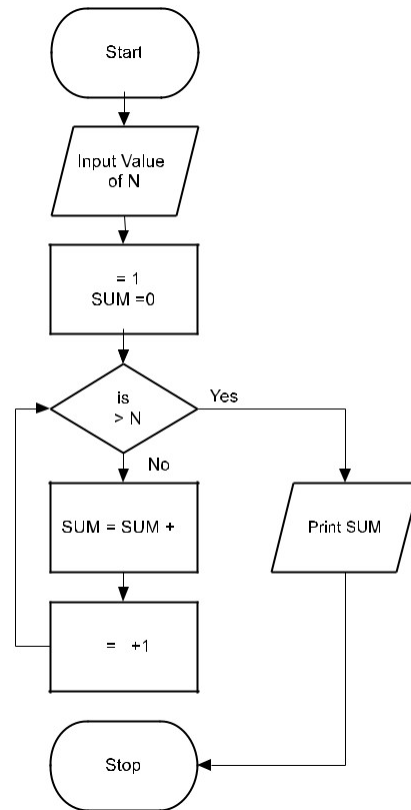 Start
Input Value
of N
= 1
SUM =0
is
> N
Yes
No
SUM = SUM +
Print SUM
= +1
Stop